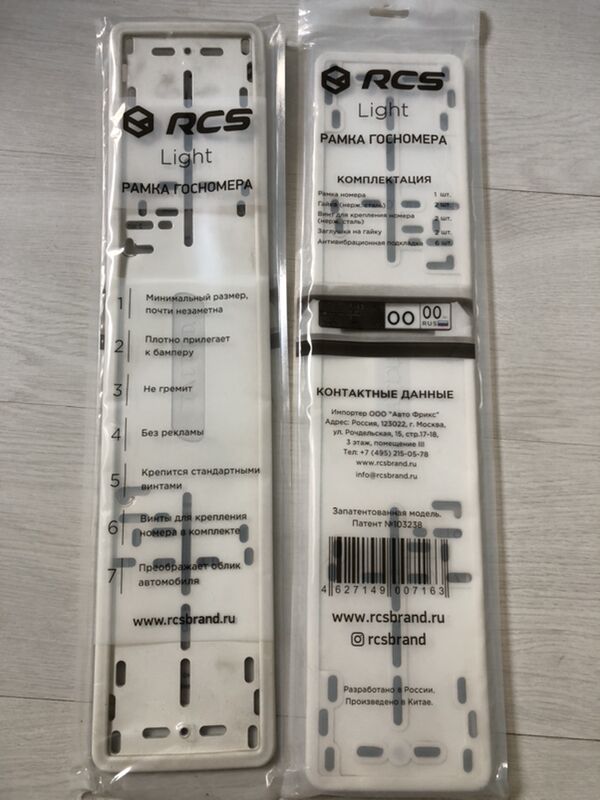 RCS
Light
РАМКА ГОСНОМЕРА
1 Минимальный размер,
почти незаметна
2 Плотно прилегает
к бамперу
3 Не гремит
4 Без рекламы
5 Крепится стандартными
винтами
6 Винты для крепления
номера в комплекте
7 Преображает облик
автомобиля
www.rcsbrand.ru
RCS
Light
РАМКА ГОСНОМЕРА
КОМПЛЕКТАЦИЯ
Рамка номера 1 шт.
Гайка (нерж. сталь) 2 шт.
Винт для крепления номера 2 шт.
(нерж. сталь)
Заглушка на гайку 2 шт.
Антивибрационная подкладка 6 шт.
00 00
RUS
КОНТАКТНЫЕ ДАННЫЕ
Импортер ООО "Авто Фрикс"
Адрес: Россия, 123022, г. Москва,
ул. Рочдельская, 15, стр.17-18,
3 этаж, помещение III
Тел: +7 (495) 215-05-78
www.rcsbrand.ru
info@rcsbrand.ru
Запатентованная модель.
Патент №103238
4 627149 007163
www.rcsbrand.ru
rcsbrand
Разработано в России.
Произведено в Китае.